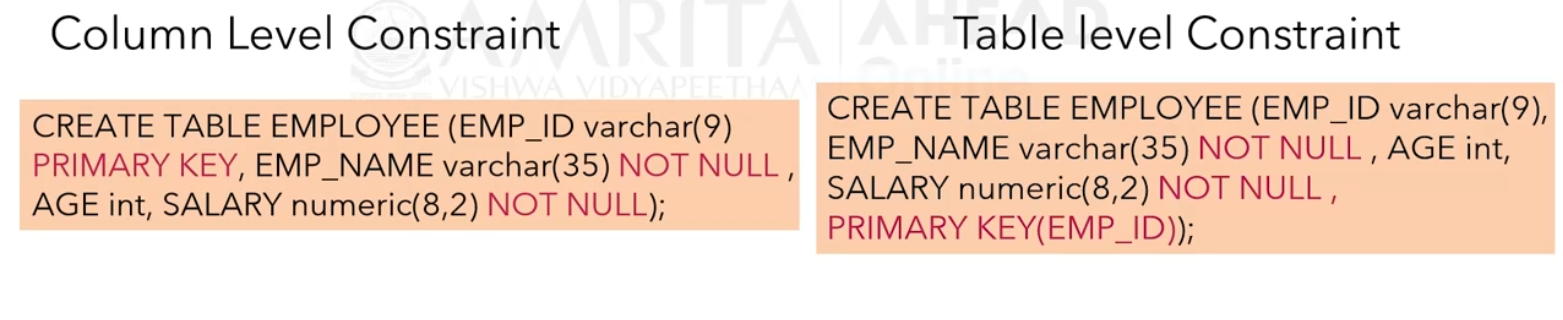 Column Level Constraint
CREATE TABLE EMPLOYEE (EMP_ID varchar(9)
PRIMARY KEY, EMP_NAME varchar(35) NOT NULL ,
AGE int, SALARY numeric(8,2) NOT NULL);
Table level Constraint
CREATE TABLE EMPLOYEE (EMP_ID varchar(9),
EMP_NAME varchar(35) NOT NULL , AGE int,
SALARY numeric(8,2) NOT NULL ,
PRIMARY KEY(EMP_ID));
AMRITA
VISHWA VIDYAPEETHAM
AHEAD
Online